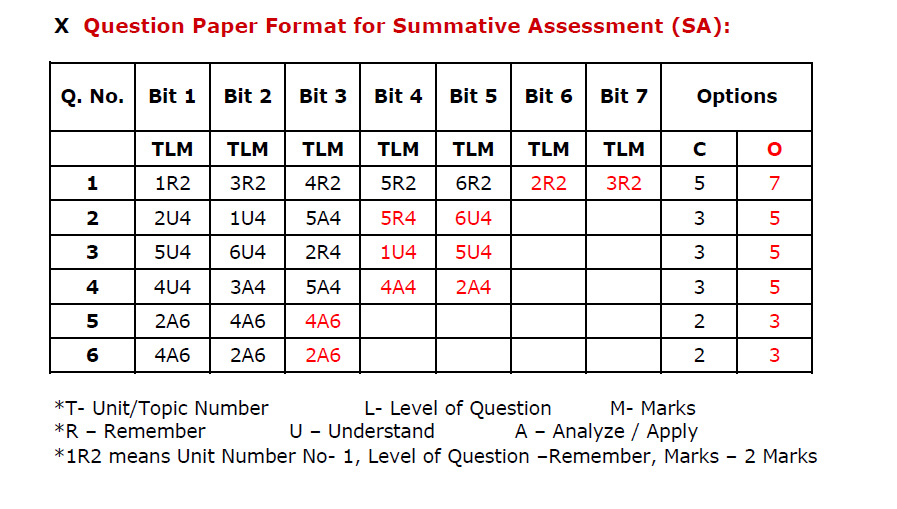 X Question Paper Format for Summative Assessment (SA):
Q. No. Bit 1 Bit 2 Bit 3 Bit 4 Bit 5 Bit 6 Bit 7 Options
TLM TLM TLM TLM TLM TLM TLM C O
1 1R2 3R2 4R2 5R2 6R2 2R2 3R2 5 7
2 2U4 1U4 5A4 5R4 6U4 3 5
3 5U4 6U4 2R4 1U4 5U4 3 5
4 4U4 3A4 5A4 4A4 2A4 3 5
5 2A6 4A6 4A6 2 3
6 4A6 2A6 2A6 2 3
*T- Unit/Topic Number L- Level of Question M- Marks
*R – Remember U – Understand A – Analyze / Apply
*1R2 means Unit Number No- 1, Level of Question –Remember, Marks – 2 Marks